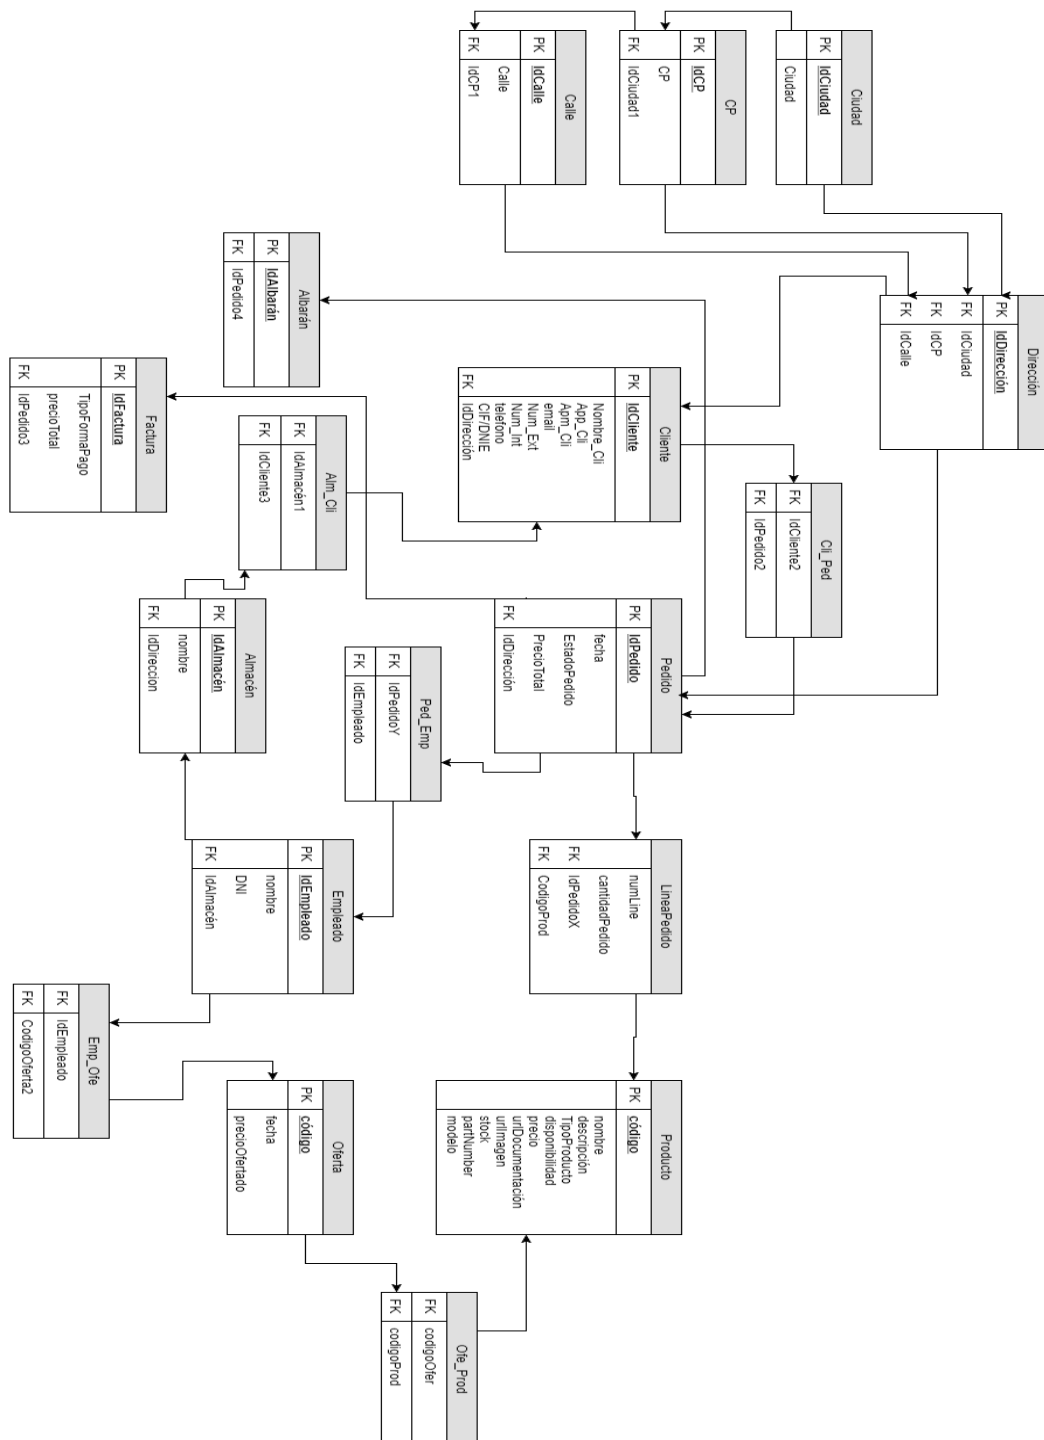 Ciudad
PK IdCiudad
Ciudad
CP
PK IdCP
CP
FK IdCiudad1
Calle
PK IdCalle
Calle
FK IdCP1
Dirección
PK IdDirección
FK IdCiudad
FK IdCP
FK IdCalle
Albarán
PK IdAlbarán
FK IdPedido4
Factura
PK IdFactura
TipoFormaPago
precioTotal
FK IdPedido3
Cliente
PK IdCliente
Nombre_Cli
App_Cli
Apm_Cli
email
Num_Ext
Num_Int
telefono
CIF/DNIE
FK IdDirección
Alm_Cli
FK IdAlmacén1
FK IdCliente3
Cli_Ped
FK IdCliente2
FK IdPedido2
Pedido
PK IdPedido
fecha
EstadoPedido
PrecioTotal
FK IdDirección
Almacén
PK IdAlmacén
nombre
FK IdDireccion
Ped_Emp
FK IdPedidoY
FK IdEmpleado
Empleado
PK IdEmpleado
nombre
DNI
FK IdAlmacén
LineaPedido
numLine
cantidadPedido
FK IdPedidoX
FK CodigoProd
Emp_Ofe
FK IdEmpleado
FK CodigoOferta2
Oferta
PK código
fecha
precioOfertado
Producto
PK código
nombre
descripción
TipoProducto
disponibilidad
precio
urlDocumentación
urlImagen
stock
partNumber
modelo
Ofe_Prod
FK codigoOfer
FK codigoProd